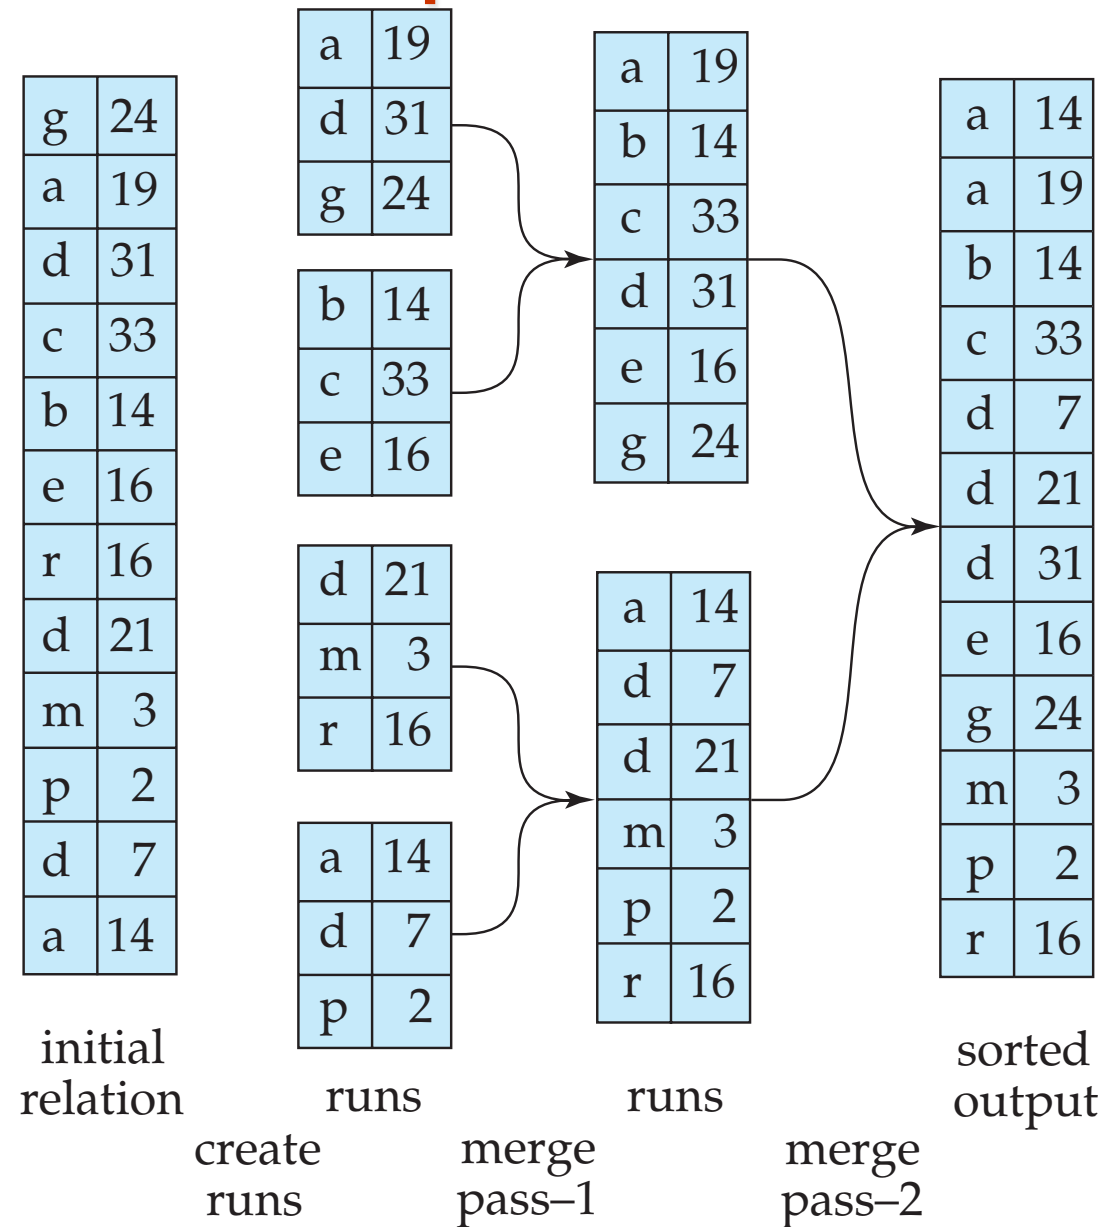 g 24
a 19
d 31
c 33
b 14
e 16
r 16
d 21
m 3
p 2
d 7
a 14
initial
relation
a 19
d 31
g 24
b 14
c 33
e 16
d 21
m 3
r 16
a 14
d 7
p 2
runs
create
runs
a 19
b 14
c 33
d 31
e 16
g 24
a 14
d 7
d 21
m 3
p 2
r 16
runs
merge
pass–1
a 14
a 19
b 14
c 33
d 7
d 21
d 31
e 16
g 24
m 3
p 2
r 16
sorted
output
merge
pass–2